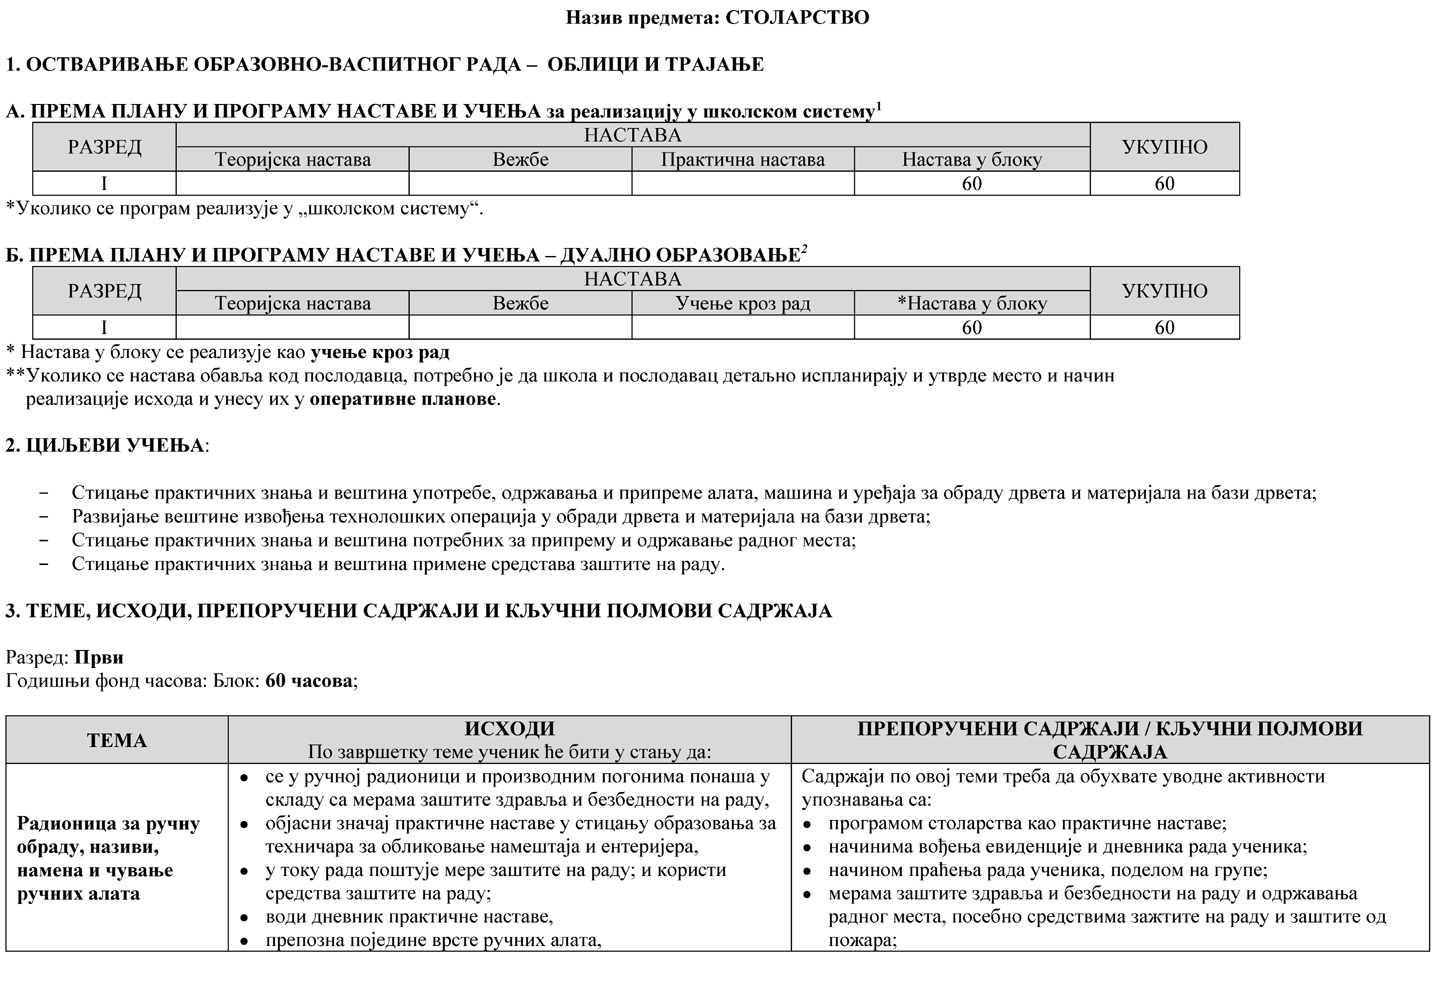 Назив предмета: СТОЛАРСТВО
1. ОСТВАРИВАЊЕ ОБРАЗОВНО-ВАСПИТНОГ РАДА – ОБЛИЦИ И ТРАЈАЊЕ
А. ПРЕМА ПЛАНУ И ПРОГРАМУ НАСТАВЕ И УЧЕЊА за реализацију у школском систему1
РАЗРЕД
НАСТАВА
УКУПНО
Теоријска настава
Вежбе
Практична настава
Настава у блоку
I
60
60
*Уколико се програм реализује у „школском систему“.
Б. ПРЕМА ПЛАНУ И ПРОГРАМУ НАСТАВЕ И УЧЕЊА – ДУАЛНО ОБРАЗОВАЊЕ2
РАЗРЕД
НАСТАВА
УКУПНО
Теоријска настава
Вежбе
Учење кроз рад
*Настава у блоку
I
60
60
* Настава у блоку се реализује као учење кроз рад
**Уколико се настава обавља код послодавца, потребно је да школа и послодавац детаљно испланирају и утврде место и начин
реализације исхода и унесу их у оперативне планове.
2. ЦИЉЕВИ УЧЕЊА:
− Стицање практичних знања и вештина употребе, одржавања и припреме алата, машина и уређаја за обраду дрвета и материјала на бази дрвета;
− Развијање вештине извођења технолошких операција у обради дрвета и материјала на бази дрвета;
− Стицање практичних знања и вештина потребних за припрему и одржавање радног места;
− Стицање практичних знања и вештина примене средстава заштите на раду.
3. ТЕМЕ, ИСХОДИ, ПРЕПОРУЧЕНИ САДРЖАЈИ И КЉУЧНИ ПОЈМОВИ САДРЖАЈА
Разред: Први
Годишњи фонд часова: Блок: 60 часова;
ТЕМА
ИСХОДИ
По завршетку теме ученик ће бити у стању да:
ПРЕПОРУЧЕНИ САДРЖАЈИ / КЉУЧНИ ПОЈМОВИ
САДРЖАЈА
Радионица за ручну
обраду, називи,
намена и чување
ручних алата
• се у ручној радионици и производним погонима понаша у
складу са мерама заштите здравља и безбедности на раду,
• објасни значај практичне наставе у стицању образовања за
техничара за обликовање намештаја и ентеријера,
• у току рада поштује мере заштите на раду; и користи
средства заштите на раду;
• води дневник практичне наставе,
• препозна поједине врсте ручних алата,
Садржаји по овој теми треба да обухвате уводне активности
упознавања са:
• програмом столарства као практичне наставе;
• начинима вођења евиденције и дневника рада ученика;
• начином праћења рада ученика, поделом на групе;
• мерама заштите здравља и безбедности на раду и одржавања
радног места, посебно средствима зажтите на раду и заштите од
пожара;